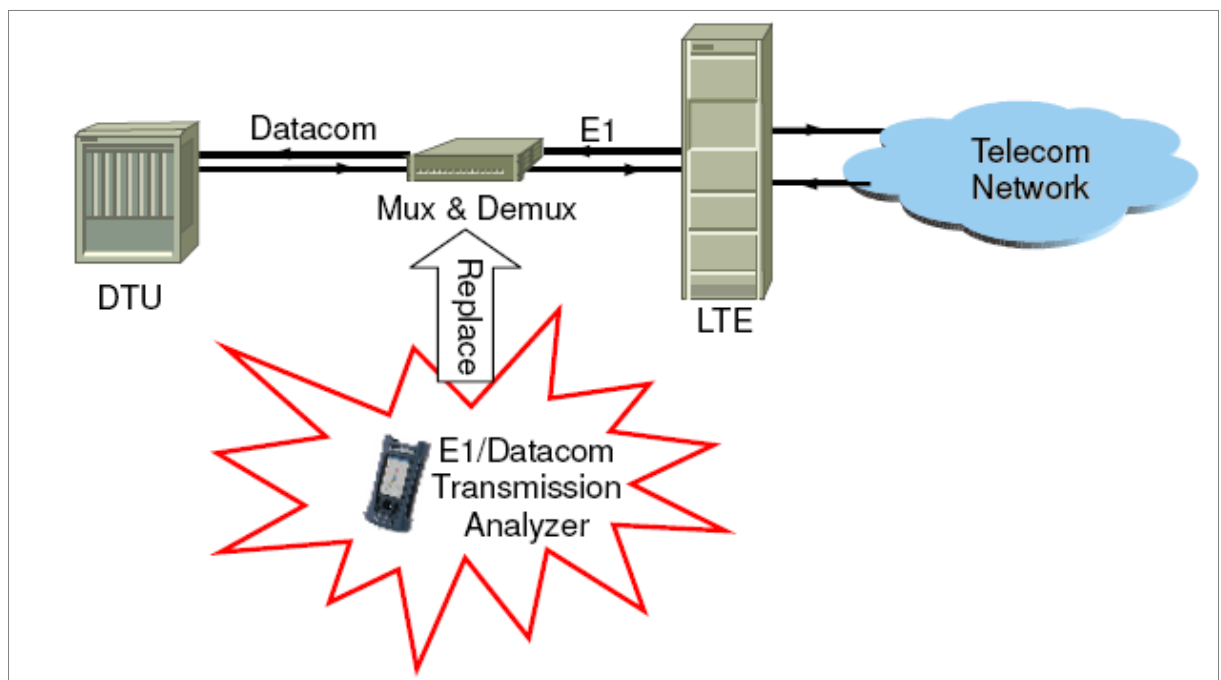 Datacom
E1
Telecom
Network
Mux & Demux
DTU
LTE
Replace
E1/Datacom
Transmission
Analyzer